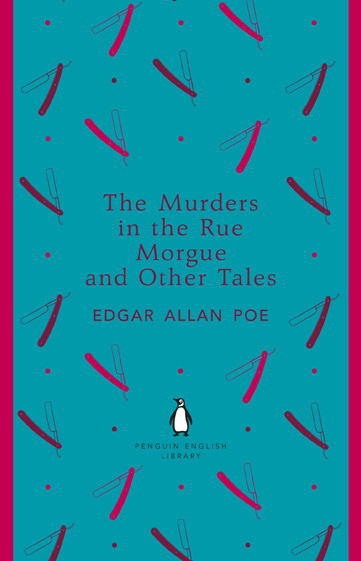 The Murders
in the Rue
Morgue
and Other Tales
EDGAR ALLAN POE
PENGUIN ENGLISH
LIBRARY